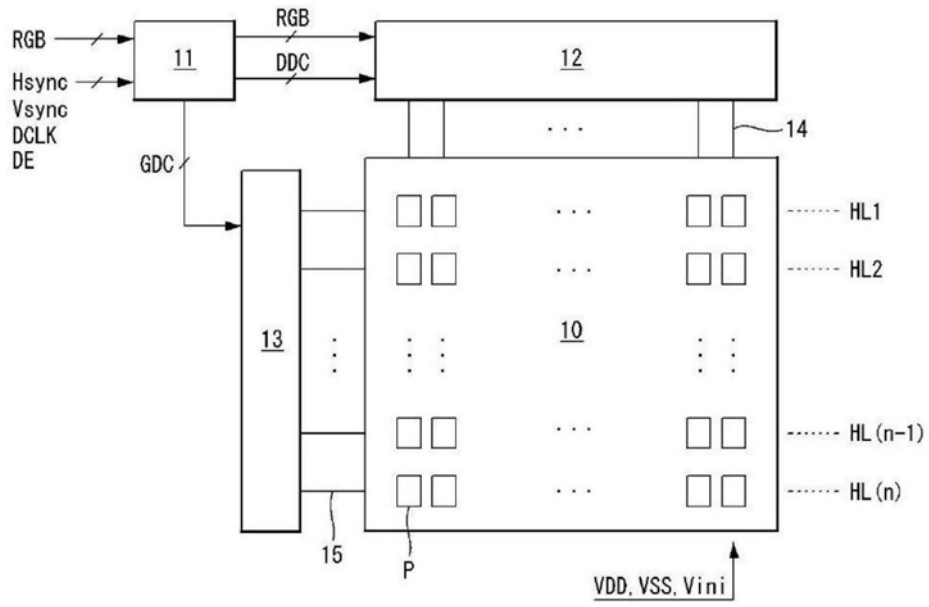 RGB
Hsync
Vsync
DCLK
DE
11
RGB
DDC
12
GDC
14
13
10
HL1
HL2
HL(n-1)
HL(n)
15
P
VDD, VSS, Vini